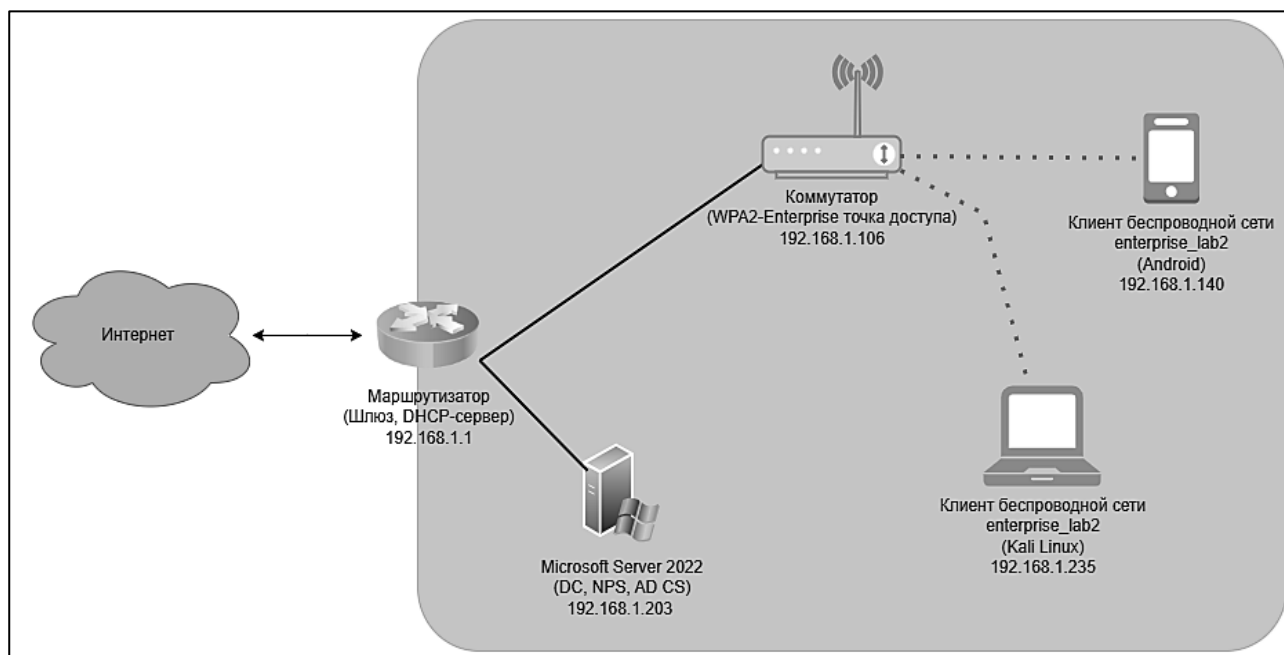 Коммутатор
(WPA2-Enterprise точка доступа)
192.168.1.106
Клиент беспроводной сети
enterprise_lab2
(Android)
192.168.1.140
Интернет
Маршрутизатор
(Шлюз, DHCP-сервер)
192.168.1.1
Клиент беспроводной сети
enterprise_lab2
(Kali Linux)
192.168.1.235
Microsoft Server 2022
(DC, NPS, AD CS)
192.168.1.203